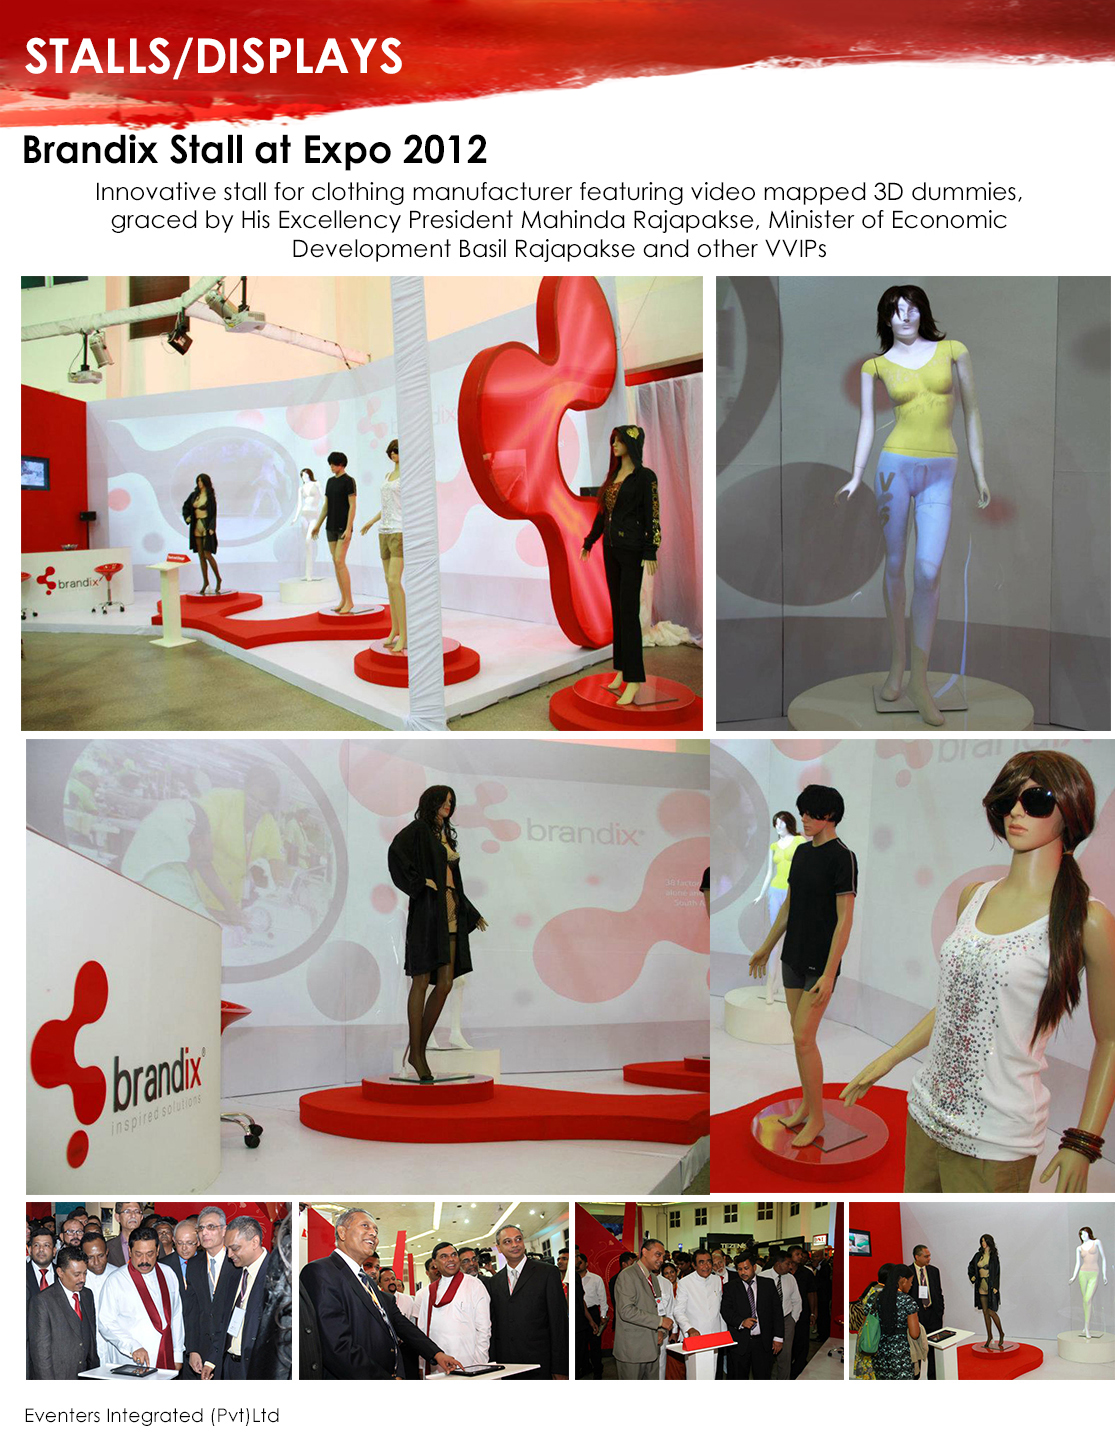 STALLS/DISPLAYS
Brandix Stall at Expo 2012
Innovative stall for clothing manufacturer featuring video mapped 3D dummies,
graced by His Excellency President Mahinda Rajapakse, Minister of Economic
Development Basil Rajapakse and other VVIPs
brandix
brandix
brandix
inspired solutions
brandix
TEZENIS
Eventers Integrated (Pvt)Ltd